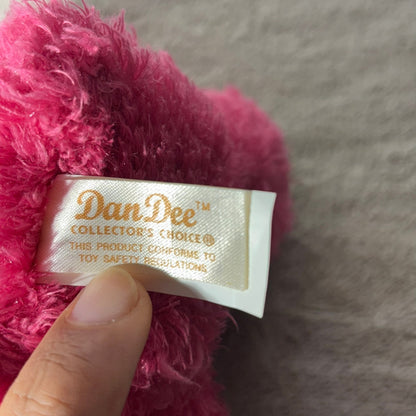 DanDee™
COLLECTOR'S CHOICE®
THIS PRODUCT CONFORMS TO
TOY SAFETY REGULATIONS